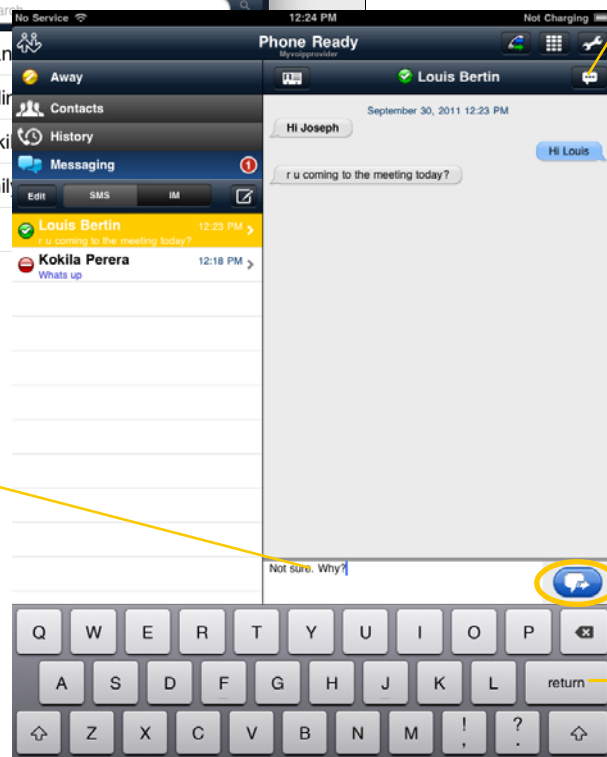 No Service 12:24 PM Not Charging
Phone Ready
Myvoipprovider
Away
Contacts
History
Messaging 1
Edit SMS IM
Louis Bertin 12:23 PM
r u coming to the meeting today?
Kokila Perera 12:18 PM
Whats up
Louis Bertin
September 30, 2011 12:23 PM
Hi Joseph
Hi Louis
r u coming to the meeting today?
Not sure. Why?
Q W E R T Y U I O P
A S D F G H J K L return
Z X C V B N M ! , ? .